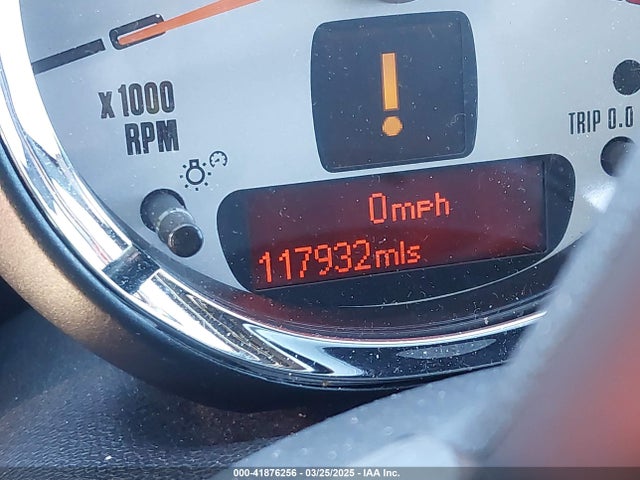 !
x 1000
RPM
TRIP 0.0
0mph
117932mls
000-41876256 - 03/25/2025 - IAA Inc.